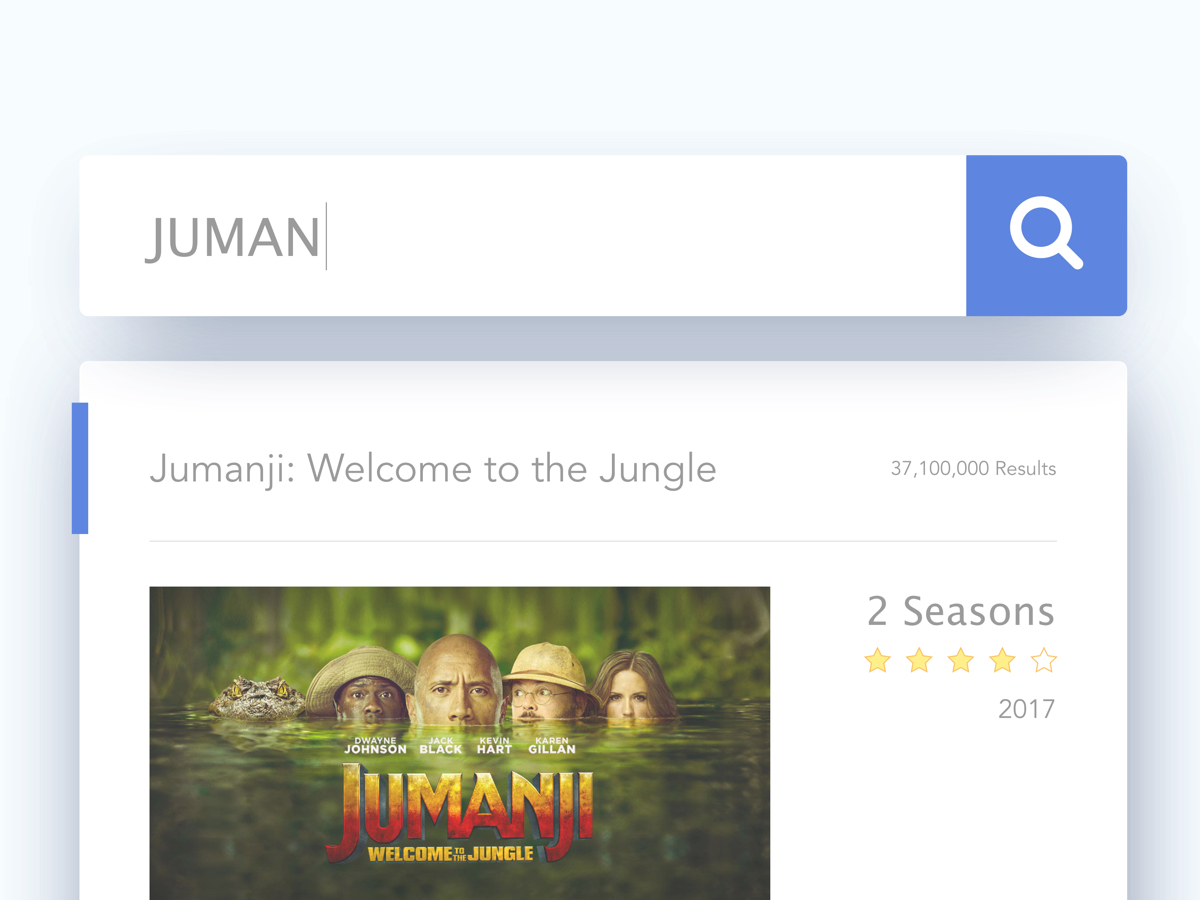 JUMAN
Jumanji: Welcome to the Jungle
37,100,000 Results
2 Seasons
2017
DWAYNE JOHNSON JACK BLACK KEVIN HART KAREN GILLAN
JUMANJI
WELCOME TO THE JUNGLE